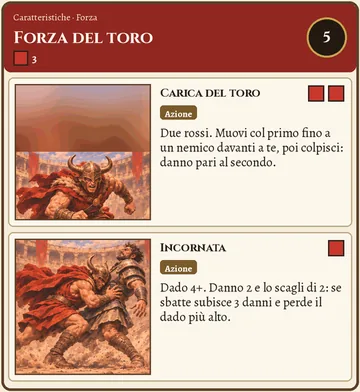 Caratteristiche · Forza
Forza del toro
5
3
Carica del toro
Azione
Due rossi. Muovi col primo fino a
un nemico davanti a te, poi colpisci:
danno pari al secondo.
Incornata
Azione
Dado 4+. Danno 2 e lo scagli di 2: se
sbatte subisce 3 danni e perde il
dado più alto.